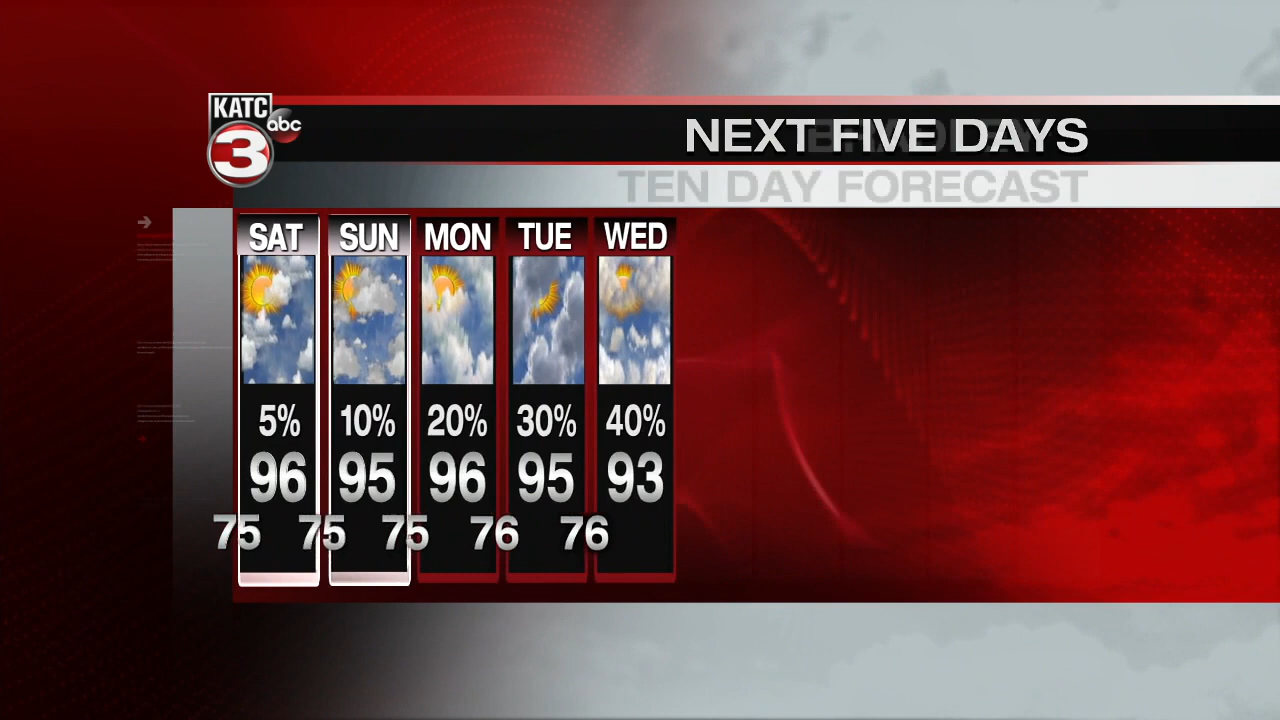 KATC
abc
3
NEXT FIVE DAYS
TEN DAY FORECAST
SAT SUN MON TUE WED
5% 10% 20% 30% 40%
96 95 96 95 93
75 75 75 76 76